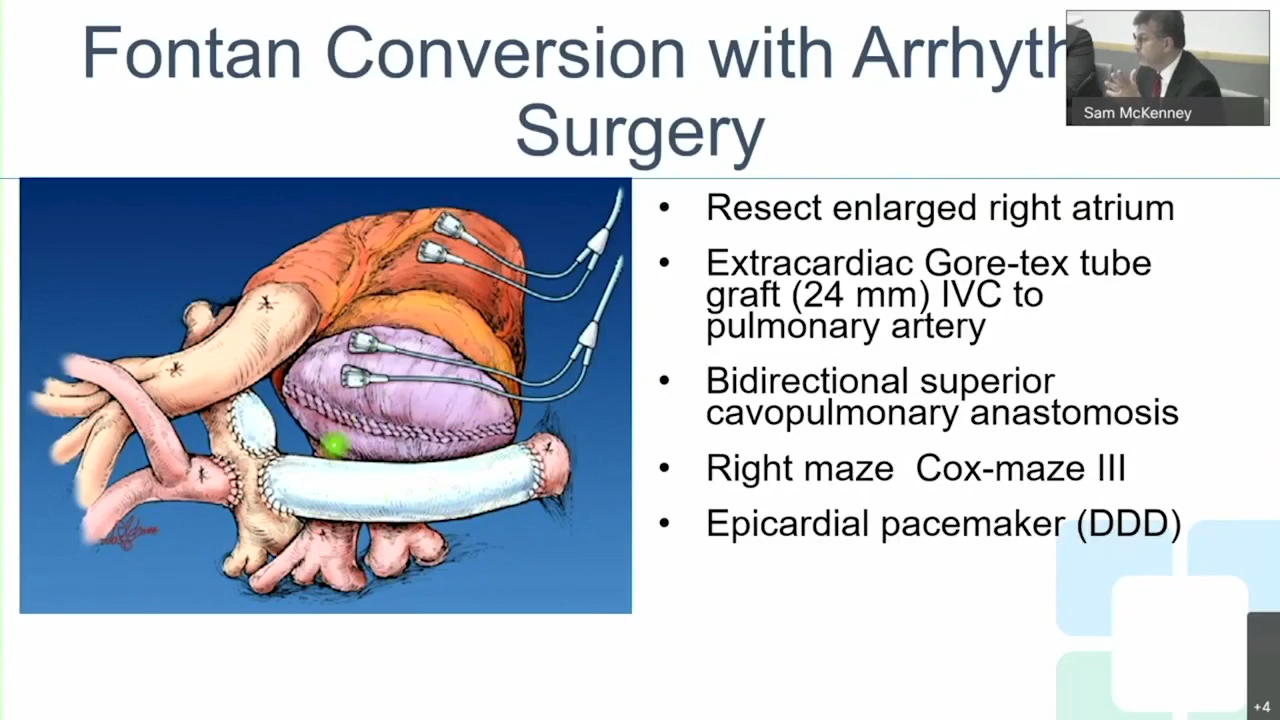 Fontan Conversion with Arrhyth
Surgery
Sam McKenney
• Resect enlarged right atrium
• Extracardiac Gore-tex tube
graft (24 mm) IVC to
pulmonary artery
• Bidirectional superior
cavopulmonary anastomosis
• Right maze Cox-maze III
• Epicardial pacemaker (DDD)
+4